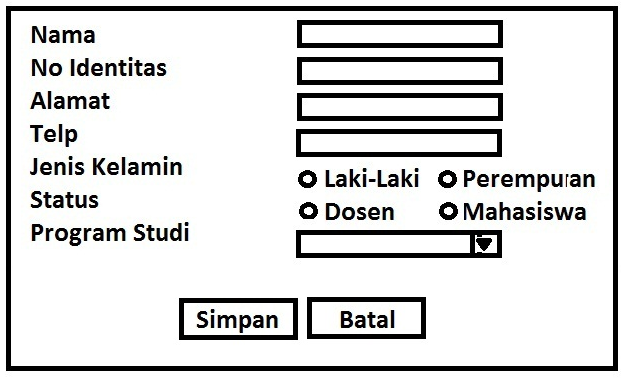 Nama
No Identitas
Alamat
Telp
Jenis Kelamin Laki-Laki Perempuan
Status Dosen Mahasiswa
Program Studi
Simpan Batal